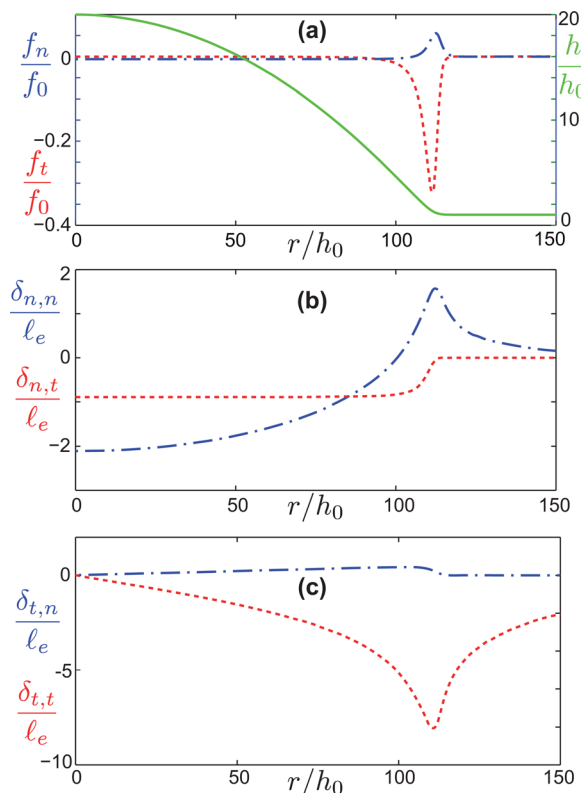 (a)
f_n/f_0
f_t/f_0
h/h_0
0
−0.2
−0.4
20
10
0
0 50 100 150
r/h_0
(b)
δ_{n,n}/ℓ_e
δ_{n,t}/ℓ_e
2
0
−2
0 50 100 150
r/h_0
(c)
δ_{t,n}/ℓ_e
δ_{t,t}/ℓ_e
0
-5
-10
0 50 100 150
r/h_0